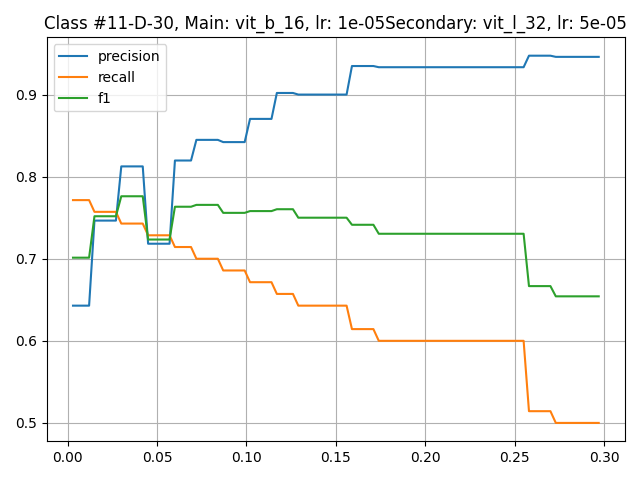 Class #11-D-30, Main: vit_b_16, lr: 1e-05Secondary: vit_l_32, lr: 5e-05
precision
recall
f1
0.9
0.8
0.7
0.6
0.5
0.00 0.05 0.10 0.15 0.20 0.25 0.30